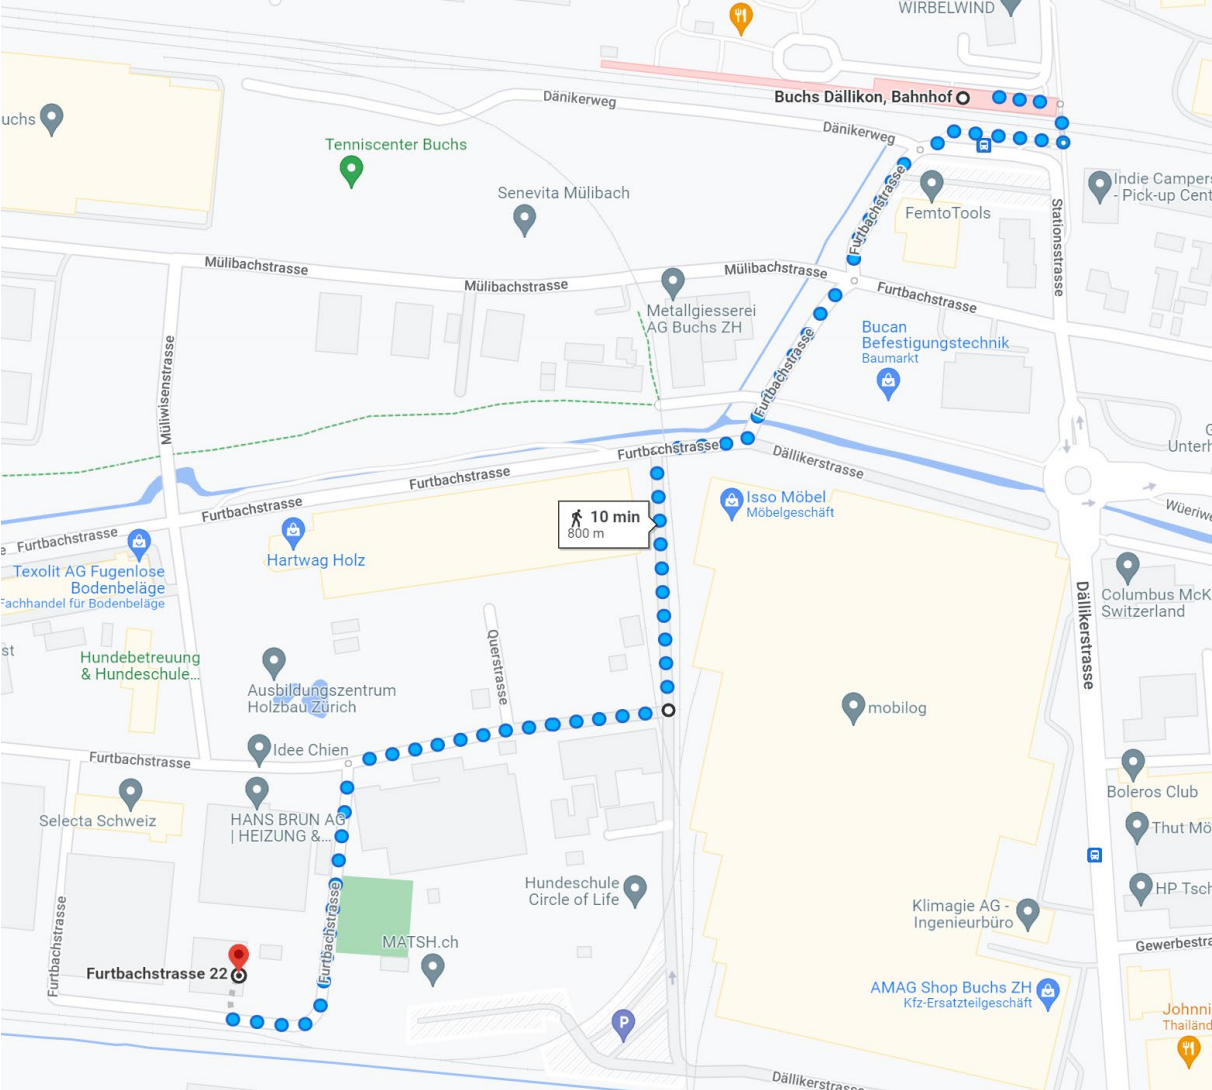 WIRBELWIND
Buchs Dällikon, Bahnhof
Dänikerweg
uchs
Dänikerweg
Tenniscenter Buchs
Indie Campers
- Pick-up Cent
Senevita Mülibach
Furtbachstrasse
FemtoTools
Stationsstrasse
Mülibachstrasse
Mülibachstrasse
Mülibachstrasse
Furtbachstrasse
Metallgiesserei
AG Buchs ZH
Bucan
Befestigungstechnik
Baumarkt
Müliwisenstrasse
Furtbachstrasse
G
Unterh
Furtbachstrasse
Dällikerstrasse
Furtbachstrasse
Isso Möbel
Möbelgeschäft
Furtbachstrasse
10 min
800 m
Wüeriwe
e Furtbachstrasse
Hartwag Holz
Texolit AG Fugenlose
Bodenbeläge
Fachhandel für Bodenbeläge
Columbus McK
Switzerland
Dällikerstrasse
st
Hundebetreuung
& Hundeschule...
Querstrasse
Ausbildungszentrum
Holzbau Zürich
mobilog
Idee Chien
Furtbachstrasse
Boleros Club
Selecta Schweiz
HANS BRUN AG
| HEIZUNG &...
Thut Mö
Hundeschule
Circle of Life
HP Tsch
Klimagie AG -
Ingenieurbüro
Furtbachstrasse
Furtbachstrasse
MATSH.ch
Gewerbestra
Furtbachstrasse 22
AMAG Shop Buchs ZH
Kfz-Ersatzteilgeschäft
P
Johnni
Thailänd
Dällikerstrasse